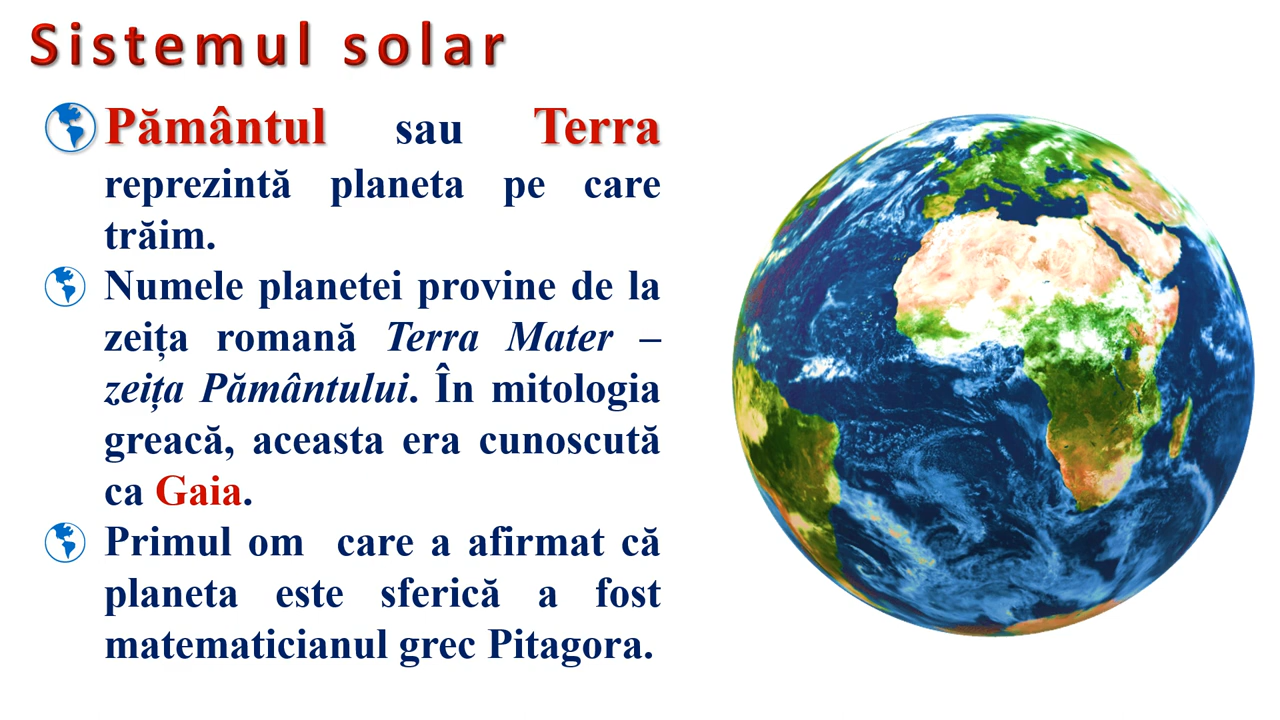 Sistemul solar
Pământul sau Terra
reprezintă planeta pe care
trăim.
Numele planetei provine de la
zeița romană Terra Mater –
zeița Pământului. În mitologia
greacă, aceasta era cunoscută
ca Gaia.
Primul om care a afirmat că
planeta este sferică a fost
matematicianul grec Pitagora.